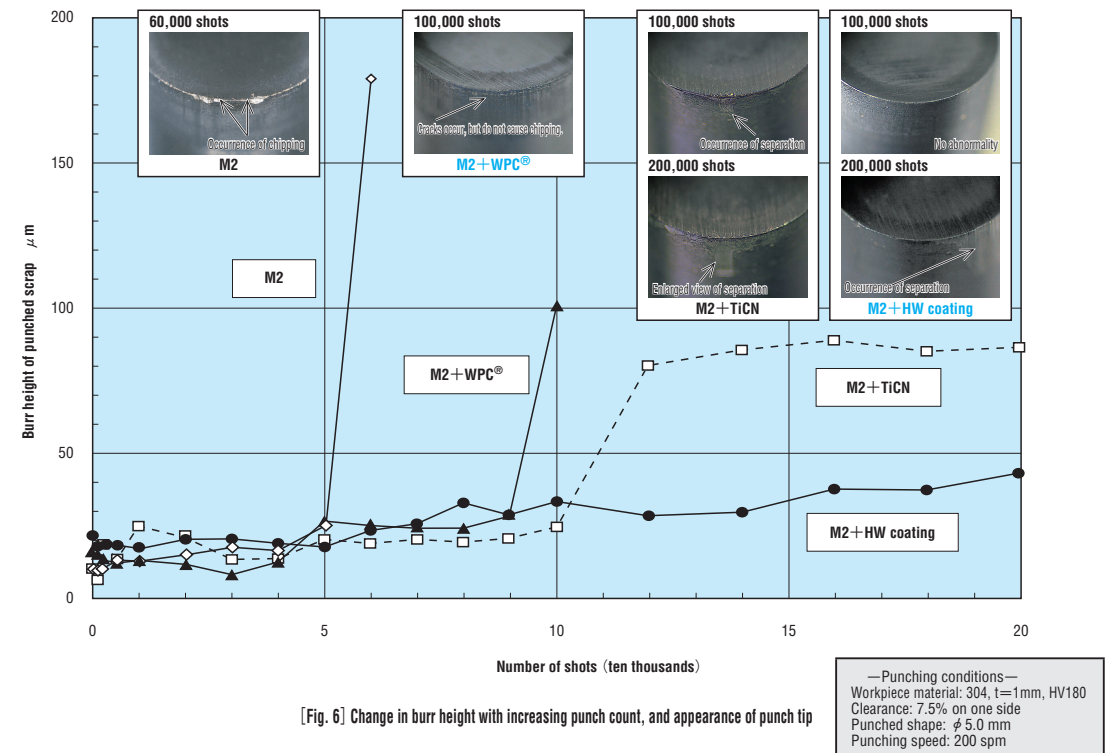 200
150
100
50
0
Burr height of punched scrap μm
60,000 shots
Occurrence of chipping
M2
100,000 shots
Cracks occur, but do not cause chipping.
M2+WPC®
100,000 shots
Occurrence of separation
200,000 shots
Enlarged view of separation
M2+TiCN
100,000 shots
No abnormality
200,000 shots
Occurrence of separation
M2+HW coating
M2
M2+WPC®
M2+TiCN
M2+HW coating
0 5 10 15 20
Number of shots (ten thousands)
[Fig. 6] Change in burr height with increasing punch count, and appearance of punch tip
—Punching conditions—
Workpiece material: 304, t=1mm, HV180
Clearance: 7.5% on one side
Punched shape: φ 5.0 mm
Punching speed: 200 spm